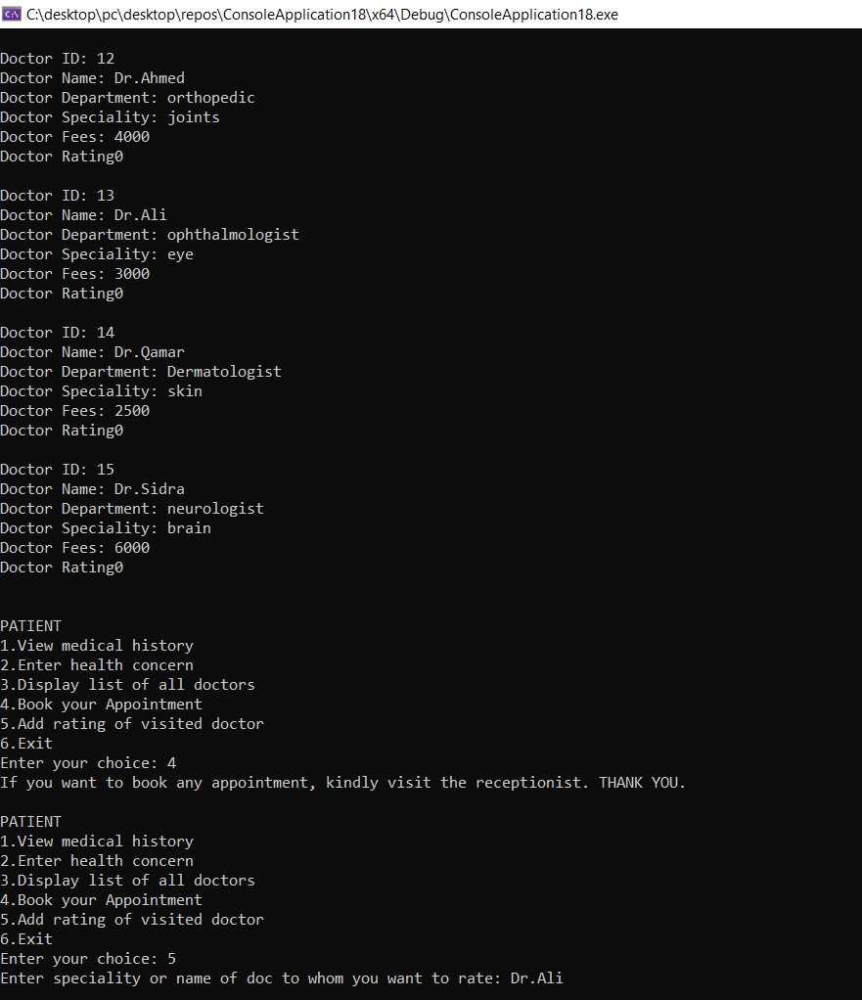 C:\desktop\pc\desktop\repos\ConsoleApplication18\x64\Debug\ConsoleApplication18.exe
Doctor ID: 12
Doctor Name: Dr.Ahmed
Doctor Department: orthopedic
Doctor Speciality: joints
Doctor Fees: 4000
Doctor Rating0
Doctor ID: 13
Doctor Name: Dr.Ali
Doctor Department: ophthalmologist
Doctor Speciality: eye
Doctor Fees: 3000
Doctor Rating0
Doctor ID: 14
Doctor Name: Dr.Qamar
Doctor Department: Dermatologist
Doctor Speciality: skin
Doctor Fees: 2500
Doctor Rating0
Doctor ID: 15
Doctor Name: Dr.Sidra
Doctor Department: neurologist
Doctor Speciality: brain
Doctor Fees: 6000
Doctor Rating0
PATIENT
1.View medical history
2.Enter health concern
3.Display list of all doctors
4.Book your Appointment
5.Add rating of visited doctor
6.Exit
Enter your choice: 4
If you want to book any appointment, kindly visit the receptionist. THANK YOU.
PATIENT
1.View medical history
2.Enter health concern
3.Display list of all doctors
4.Book your Appointment
5.Add rating of visited doctor
6.Exit
Enter your choice: 5
Enter speciality or name of doc to whom you want to rate: Dr.Ali